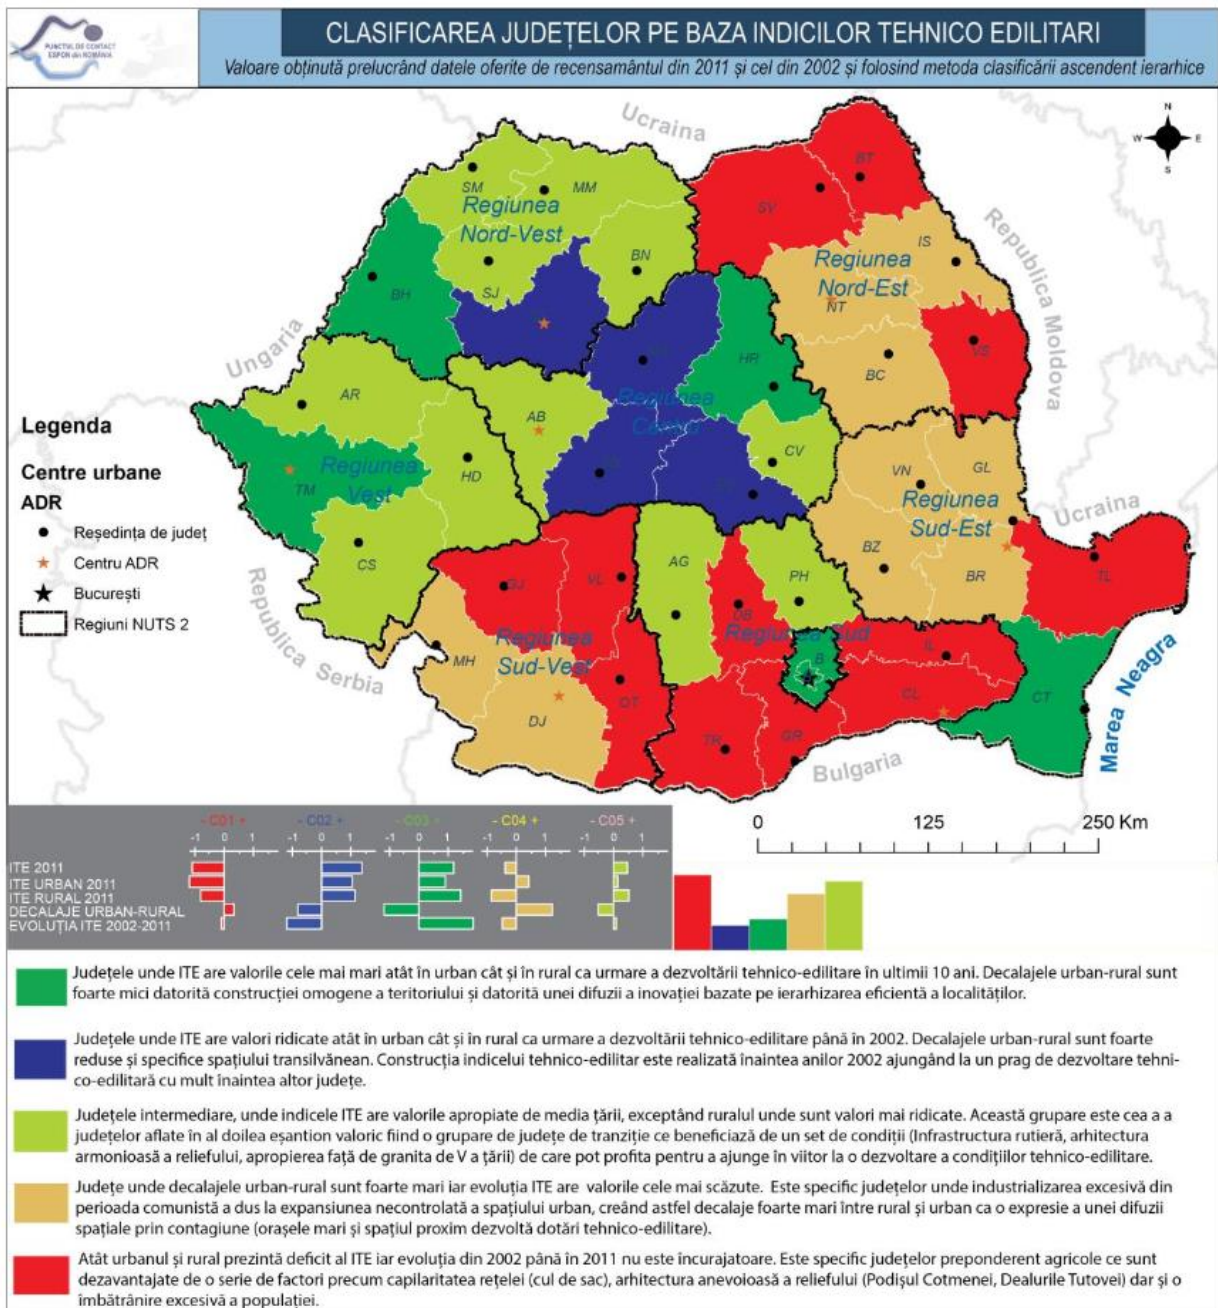 PUNCTUL DE CONTACT
ESPON din ROMÂNIA
CLASIFICAREA JUDEȚELOR PE BAZA INDICILOR TEHNICO EDILITARI
Valoare obținută prelucrând datele oferite de recensamântul din 2011 și cel din 2002 și folosind metoda clasificării ascendent ierarhice
Ucraina
N
W E
S
BT
SM
MM
SV
Regiunea
Nord-Vest
IS
BN
Regiunea
Nord-Est
Republica Moldova
SJ
BH
NT
Ungaria
HR
VS
BC
AR
Regiunea
Centru
AB
Legenda
Centre urbane
ADR
Reședința de județ
Centru ADR
București
Regiuni NUTS 2
Regiunea
Vest
TM
HD
CV
VN
GL
Regiunea
Sud-Est
Ucraina
CS
AG
PH
BZ
BR
TL
Republica Serbia
GJ
VL
DB
Regiunea Sud
Regiunea
Sud-Vest
MH
B
IL
OT
DJ
CL
CT
TR
GR
Bulgaria
Marea Neagra
- C01 + - C02 + - C03 - - C04 + -C05 +
-1 0 -1 0 -1 0 -1 0 -1 0
0 125 250 Km
ITE 2011
ITE URBAN 2011
ITE RURAL 2011
DECALAJE URBAN-RURAL
EVOLUȚIA ITE 2002-2011
Județele unde ITE are valorile cele mai mari atât în urban cât și în rural ca urmare a dezvoltării tehnico-edilitare în ultimii 10 ani. Decalajele urban-rural sunt
foarte mici datorită construcției omogene a teritoriului și datorită unei difuzii a inovației bazate pe ierarhizarea eficientă a localităților.
Județele unde ITE are valori ridicate atât în urban cât și în rural ca urmare a dezvoltării tehnico-edilitare până în 2002. Decalajele urban-rural sunt foarte
reduse și specifice spațiului transilvănean. Construcția indicelui tehnico-edilitar este realizată înaintea anilor 2002 ajungând la un prag de dezvoltare tehni-
co-edilitară cu mult înaintea altor județe.
Județele intermediare, unde indicele ITE are valorile apropiate de media țării, exceptând ruralul unde sunt valori mai ridicate. Această grupare este cea a a
județelor aflate în al doilea eșantion valoric fiind o grupare de județe de tranziție ce beneficiază de un set de condiții (Infrastructura rutieră, arhitectura
armonioasă a reliefului, apropierea față de granita de V a țării) de care pot profita pentru a ajunge în viitor la o dezvoltare a condițiilor tehnico-edilitare.
Județe unde decalajele urban-rural sunt foarte mari iar evoluția ITE are valorile cele mai scăzute. Este specific județelor unde industrializarea excesivă din
perioada comunistă a dus la expansiunea necontrolată a spațiului urban, creând astfel decalaje foarte mari între rural și urban ca o expresie a unei difuzii
spațiale prin contagiune (orașele mari și spațiul proxim dezvoltă dotări tehnico-edilitare).
Atât urbanul și rural prezintă deficit al ITE iar evoluția din 2002 până în 2011 nu este încurajatoare. Este specific județelor preponderent agricole ce sunt
dezavantajate de o serie de factori precum capilaritatea rețelei (cul de sac), arhitectura anevoioasă a reliefului (Podișul Cotmenei, Dealurile Tutovei) dar și o
îmbătrânire excesivă a populației.